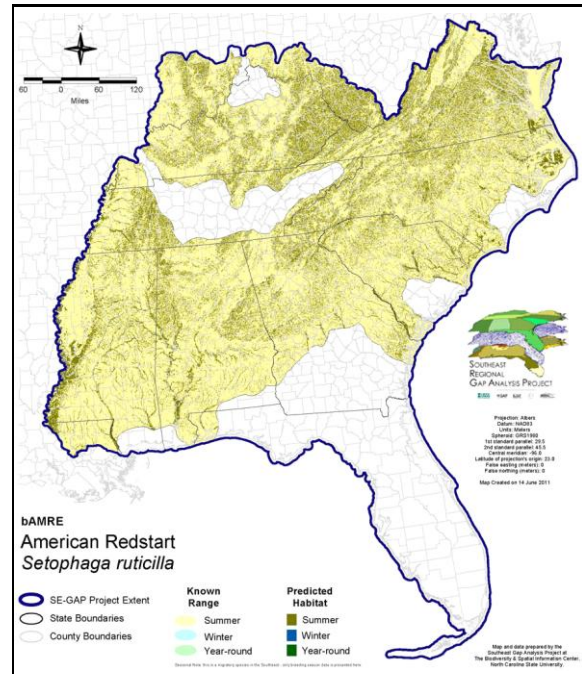 N
60 0 60 120
Miles
SOUTHEAST
REGIONAL
GAP ANALYSIS PROJECT
Projection: Albers
Datum: NAD83
Units: Meters
Spheroid: GRS1980
1st standard parallel: 29.5
2nd standard parallel: 45.5
Central meridian: -96.0
Latitude of projection's origin: 23.0
False easting (meters): 0
False northing (meters): 0
Map Created on 14 June 2011
bAMRE
American Redstart
Setophaga ruticilla
SE-GAP Project Extent
State Boundaries
County Boundaries
Known
Range
Summer
Winter
Year-round
Predicted
Habitat
Summer
Winter
Year-round
Map and data prepared by the
Southeast Gap Analysis Project at
The Biodiversity & Spatial Information Center,
North Carolina State University.